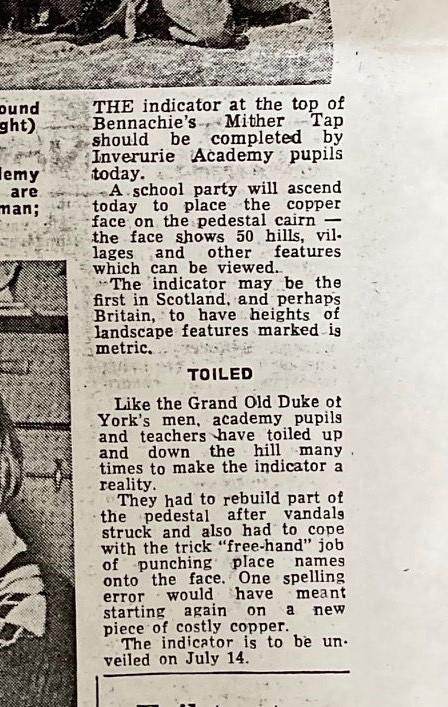 ound
ght)
lemy
are
man;
THE indicator at the top of
Bennachie's Mither Tap
should be completed by
Inverurie Academy pupils
today.
A school party will ascend
today to place the copper
face on the pedestal cairn —
the face shows 50 hills, vil-
lages and other features
which can be viewed.
The indicator may be the
first in Scotland, and perhaps
Britain, to have heights of
landscape features marked is
metric.
TOILED
Like the Grand Old Duke of
York's men, academy pupils
and teachers have toiled up
and down the hill many
times to make the indicator a
reality.
They had to rebuild part of
the pedestal after vandals
struck and also had to cope
with the trick "free-hand" job
of punching place names
onto the face. One spelling
error would have meant
starting again on a new
piece of costly copper.
The indicator is to be un-
veiled on July 14.